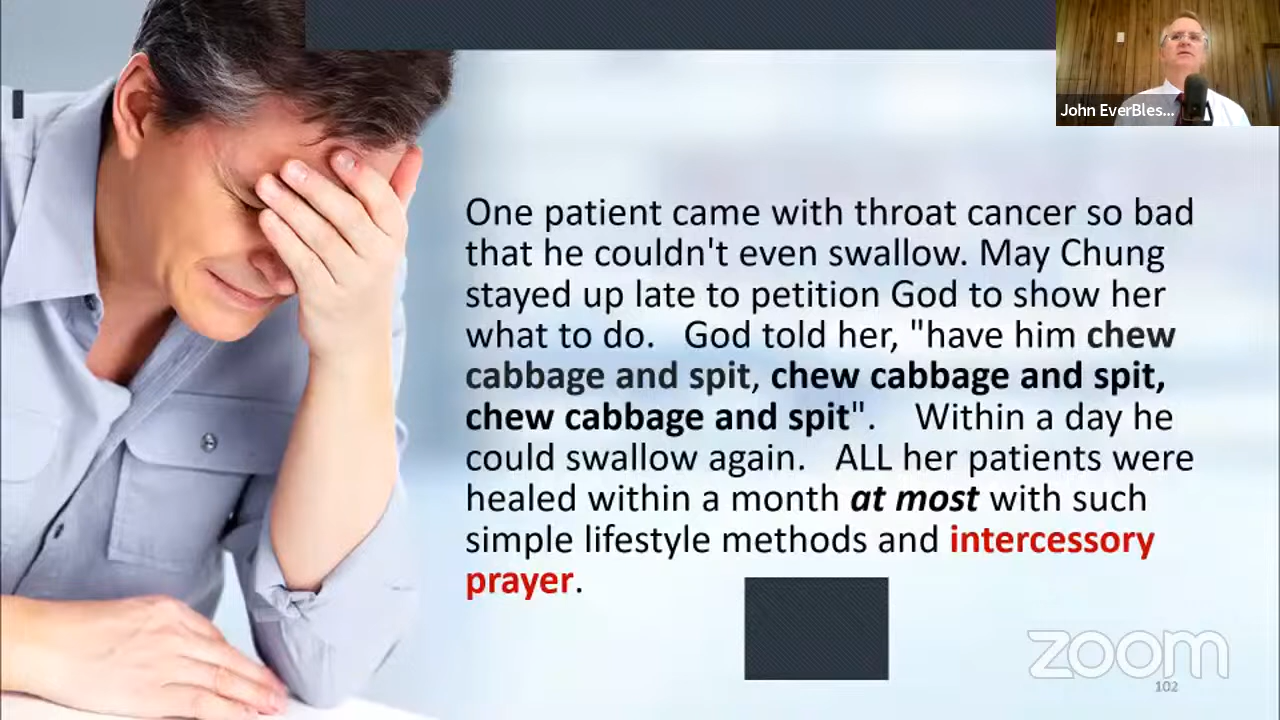 John EverBles...
One patient came with throat cancer so bad
that he couldn't even swallow. May Chung
stayed up late to petition God to show her
what to do. God told her, "have him chew
cabbage and spit, chew cabbage and spit,
chew cabbage and spit". Within a day he
could swallow again. ALL her patients were
healed within a month at most with such
simple lifestyle methods and intercessory
prayer.
zoom
102